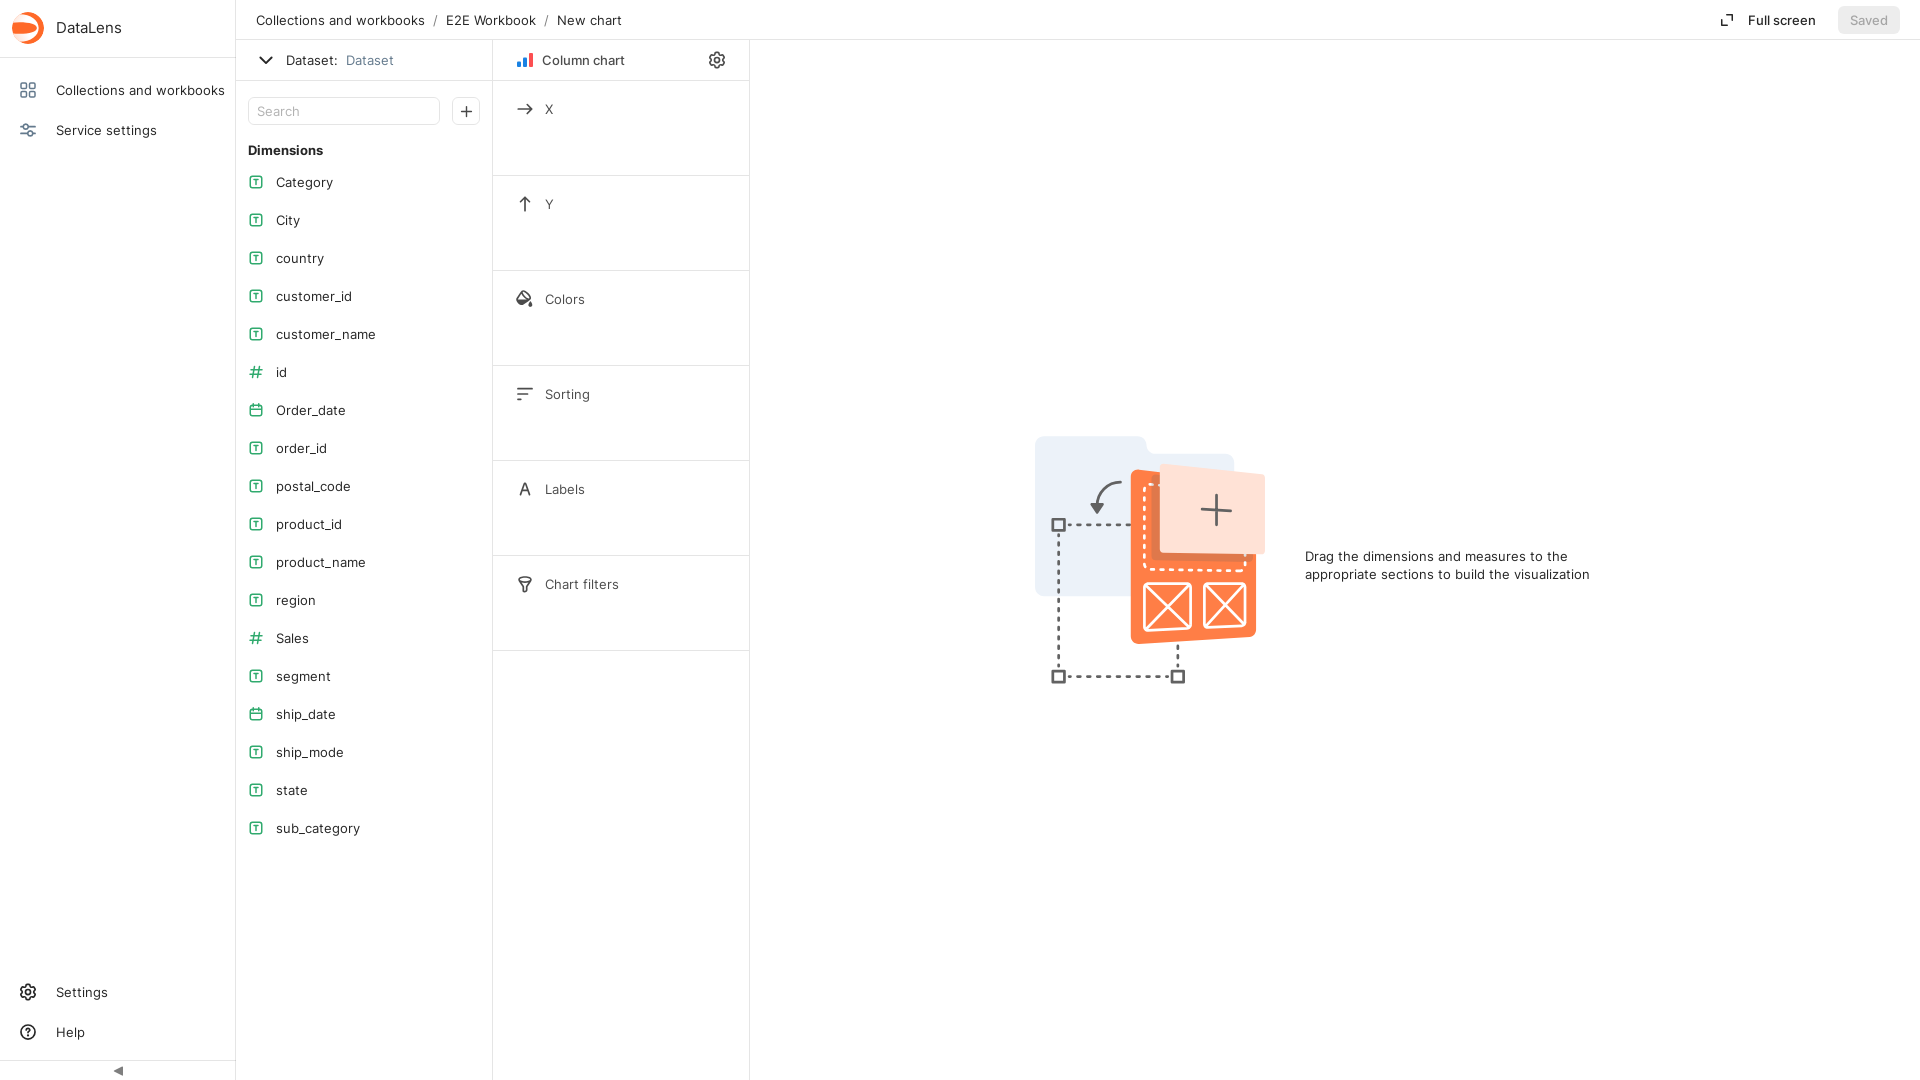 DataLens
Collections and workbooks / E2E Workbook / New chart
Full screen
Saved
Collections and workbooks
Service settings
Settings
Help
Dataset: Dataset
Search
Dimensions
Category
City
country
customer_id
customer_name
id
Order_date
order_id
postal_code
product_id
product_name
region
Sales
segment
ship_date
ship_mode
state
sub_category
Column chart
X
Y
Colors
Sorting
Labels
Chart filters
Drag the dimensions and measures to the
appropriate sections to build the visualization